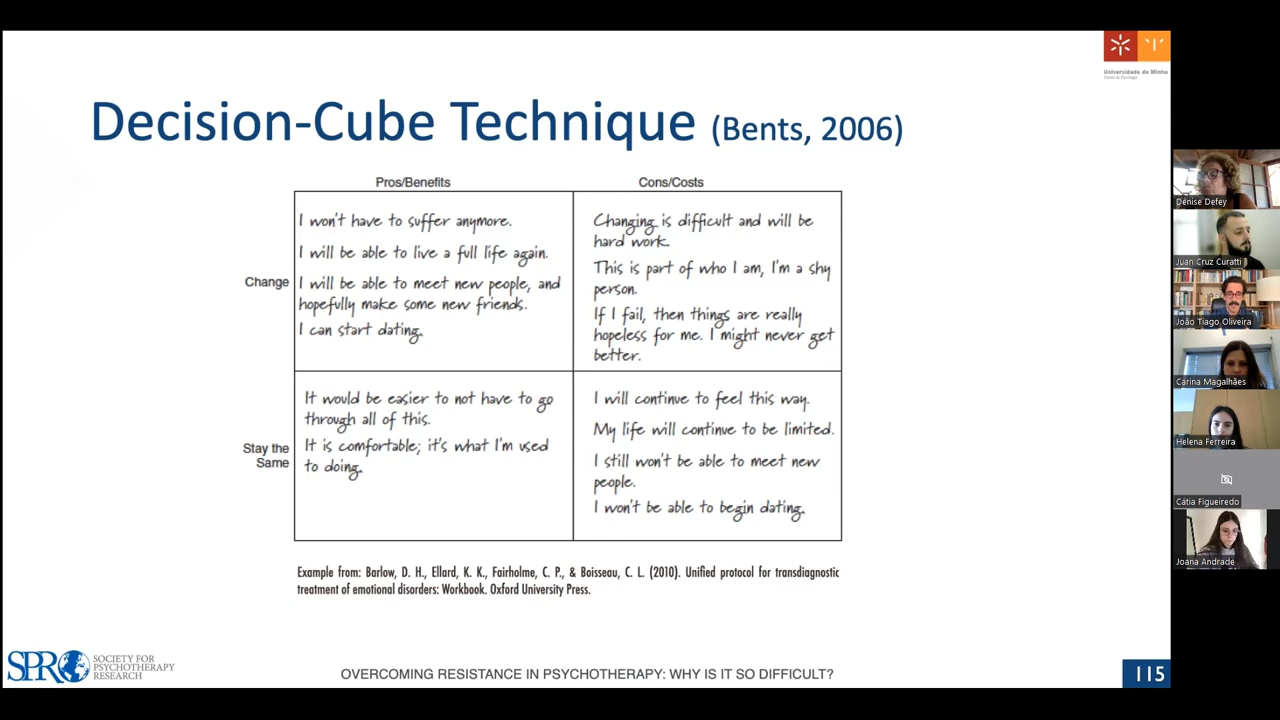 Universidade do Minho
Decision-Cube Technique (Bents, 2006)
Pros/Benefits
Cons/Costs
Change
I won't have to suffer anymore.
I will be able to live a full life again.
I will be able to meet new people, and
hopefully make some new friends.
I can start dating.
Changing is difficult and will be
hard work.
This is part of who I am, I'm a shy
person.
If I fail, then things are really
hopeless for me. I might never get
better.
Stay the
Same
It would be easier to not have to go
through all of this.
It is comfortable; it's what I'm used
to doing.
I will continue to feel this way.
My life will continue to be limited.
I still won't be able to meet new
people.
I won't be able to begin dating.
Example from: Barlow, D. H., Ellard, K. K., Fairholme, C. P., & Boisseau, C. L. (2010). Unified protocol for transdiagnostic
treatment of emotional disorders: Workbook. Oxford University Press.
SPR
SOCIETY FOR
PSYCHOTHERAPY
RESEARCH
OVERCOMING RESISTANCE IN PSYCHOTHERAPY: WHY IS IT SO DIFFICULT?
115
Denise Defey
Juan Cruz Curatti
João Tiago Oliveira
Carina Magalhães
Helena Ferreira
Cátia Figueiredo
Joana Andrade